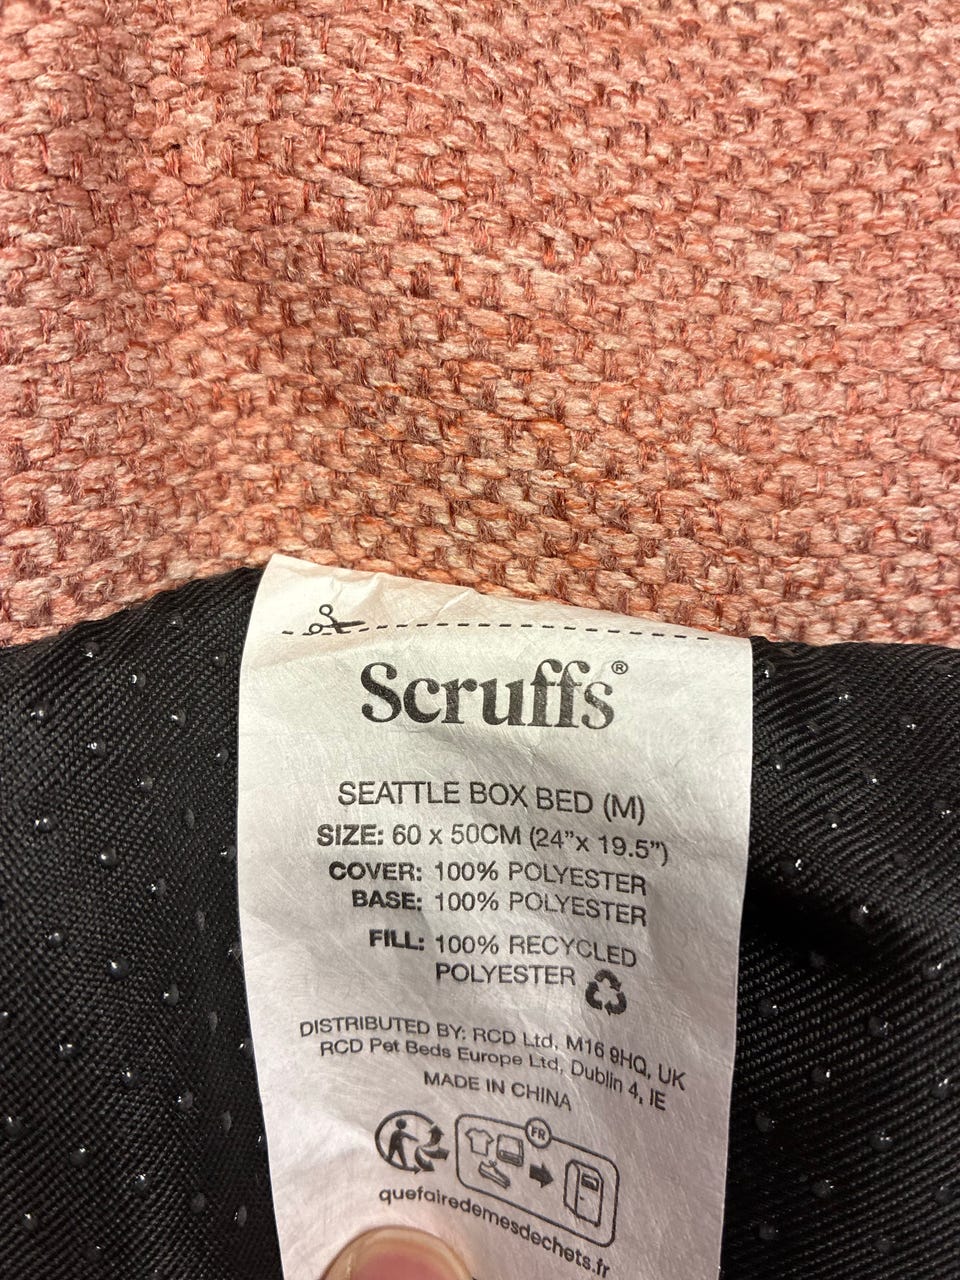 Scruffs®
SEATTLE BOX BED (M)
SIZE: 60 x 50CM (24”x 19.5”)
COVER: 100% POLYESTER
BASE: 100% POLYESTER
FILL: 100% RECYCLED
POLYESTER
DISTRIBUTED BY: RCD Ltd, M16 9HQ, UK
RCD Pet Beds Europe Ltd, Dublin 4, IE
MADE IN CHINA
FR
quefairedemesdechets.fr